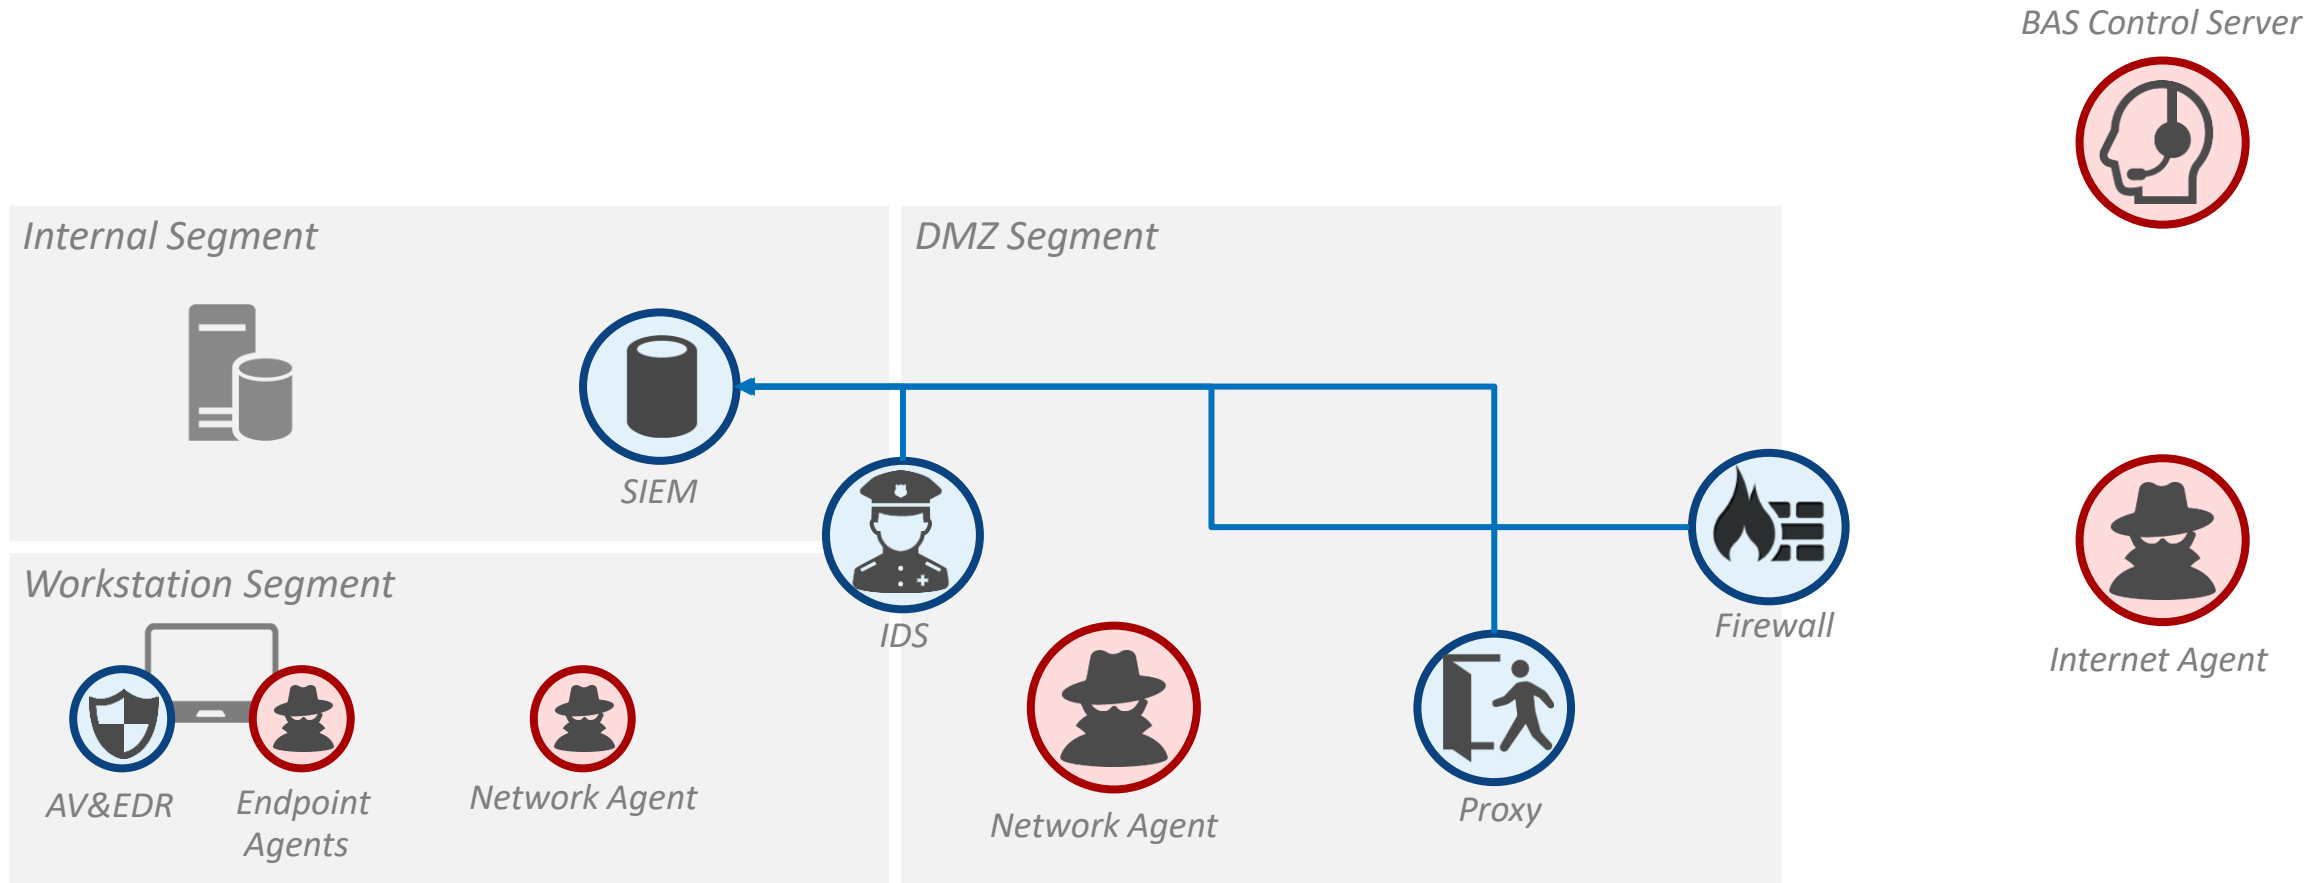 BAS Control Server
Internal Segment
DMZ Segment
SIEM
Workstation Segment
IDS
Firewall
Internet Agent
AV&EDR
Endpoint
Agents
Network Agent
Network Agent
Proxy